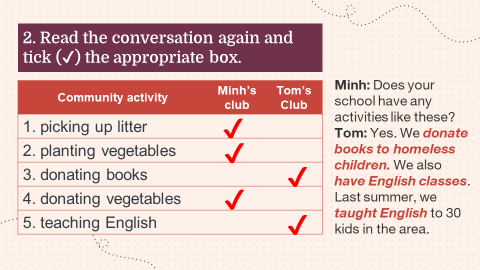 2. Read the conversation again and
tick (✓) the appropriate box.
Community activity Minh's club Tom's Club
1. picking up litter ✓
2. planting vegetables ✓
3. donating books ✓
4. donating vegetables ✓
5. teaching English ✓
Minh: Does your
school have any
activities like these?
Tom: Yes. We donate
books to homeless
children. We also
have English classes.
Last summer, we
taught English to 30
kids in the area.